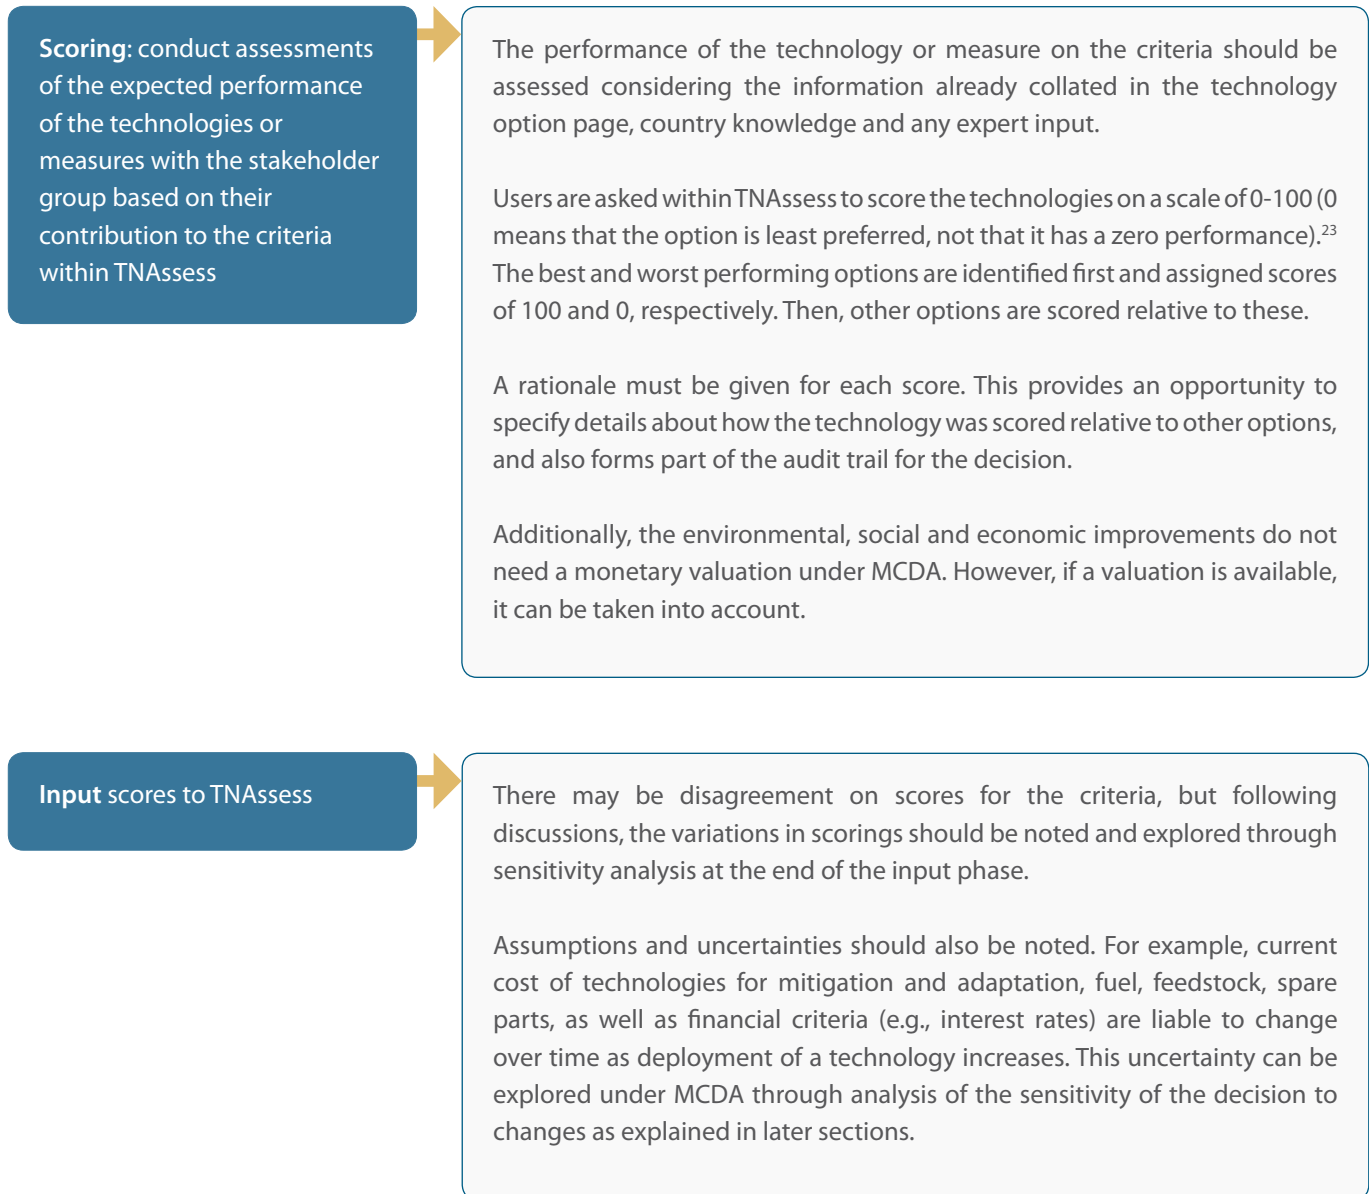 Scoring: conduct assessments
of the expected performance
of the technologies or
measures with the stakeholder
group based on their
contribution to the criteria
within TNAssess
The performance of the technology or measure on the criteria should be
assessed considering the information already collated in the technology
option page, country knowledge and any expert input.
Users are asked within TNAssess to score the technologies on a scale of 0-100 (0
means that the option is least preferred, not that it has a zero performance).23
The best and worst performing options are identified first and assigned scores
of 100 and 0, respectively. Then, other options are scored relative to these.
A rationale must be given for each score. This provides an opportunity to
specify details about how the technology was scored relative to other options,
and also forms part of the audit trail for the decision.
Additionally, the environmental, social and economic improvements do not
need a monetary valuation under MCDA. However, if a valuation is available,
it can be taken into account.
Input scores to TNAssess
There may be disagreement on scores for the criteria, but following
discussions, the variations in scorings should be noted and explored through
sensitivity analysis at the end of the input phase.
Assumptions and uncertainties should also be noted. For example, current
cost of technologies for mitigation and adaptation, fuel, feedstock, spare
parts, as well as financial criteria (e.g., interest rates) are liable to change
over time as deployment of a technology increases. This uncertainty can be
explored under MCDA through analysis of the sensitivity of the decision to
changes as explained in later sections.